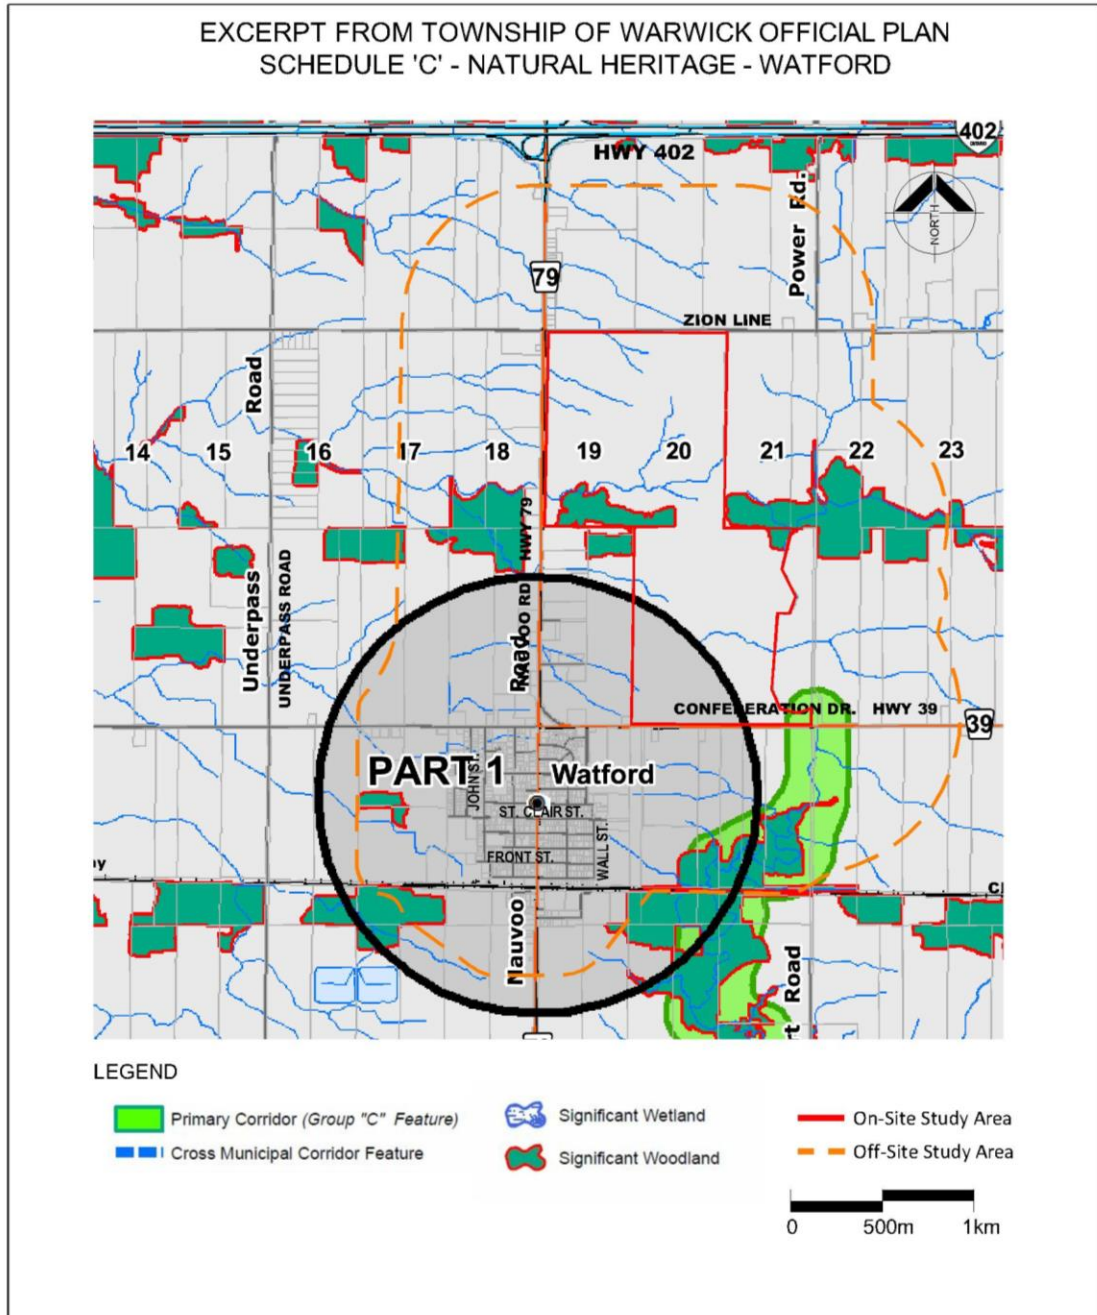 EXCERPT FROM TOWNSHIP OF WARWICK OFFICIAL PLAN
SCHEDULE 'C' - NATURAL HERITAGE - WATFORD
402
HWY 402
Power Rd.
NORTH
79
ZION LINE
Road
14 15 16 17 18 19 20 21 22 23
HWY 79
Underpass
UNDERPASS ROAD
Road
CONFEDERATION DR. HWY 39
39
PART 1
Watford
JOHN ST.
ST. CLAIR ST.
FRONT ST.
WALL ST.
Nauvoo
Road
LEGEND
Primary Corridor (Group "C" Feature)
Cross Municipal Corridor Feature
Significant Wetland
Significant Woodland
On-Site Study Area
Off-Site Study Area
0 500m 1km